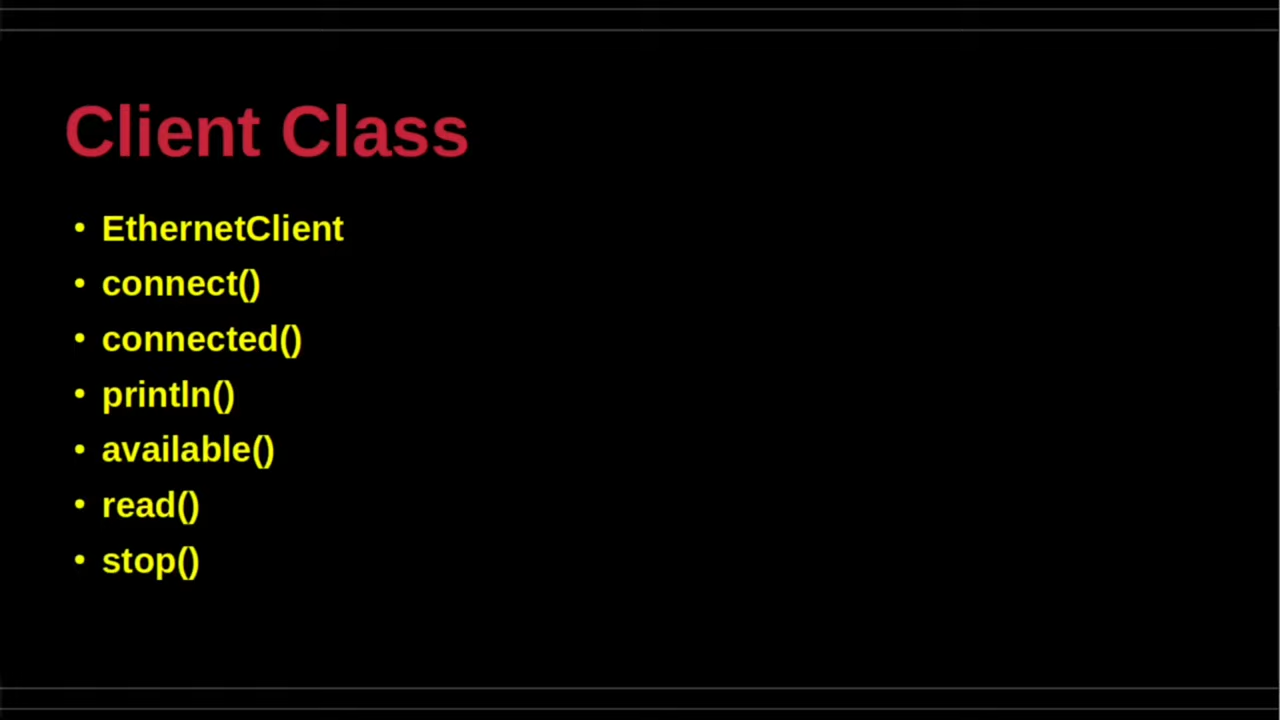 Client Class
• EthernetClient
• connect()
• connected()
• println()
• available()
• read()
• stop()